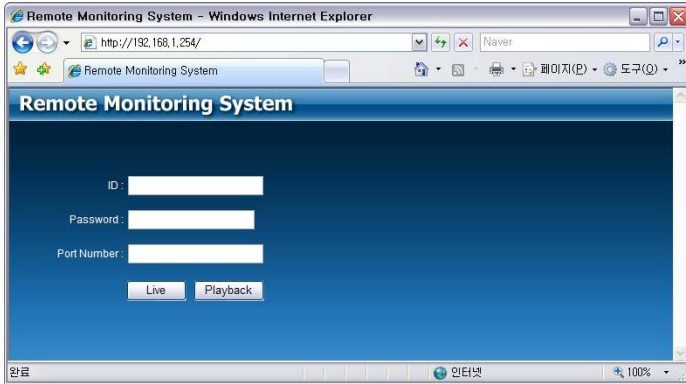 Remote Monitoring System - Windows Internet Explorer
http://192.168.1.254/
Naver
Remote Monitoring System
페이지(P)
도구(O)
Remote Monitoring System
ID :
Password :
Port Number :
Live
Playback
완료
인터넷
100%